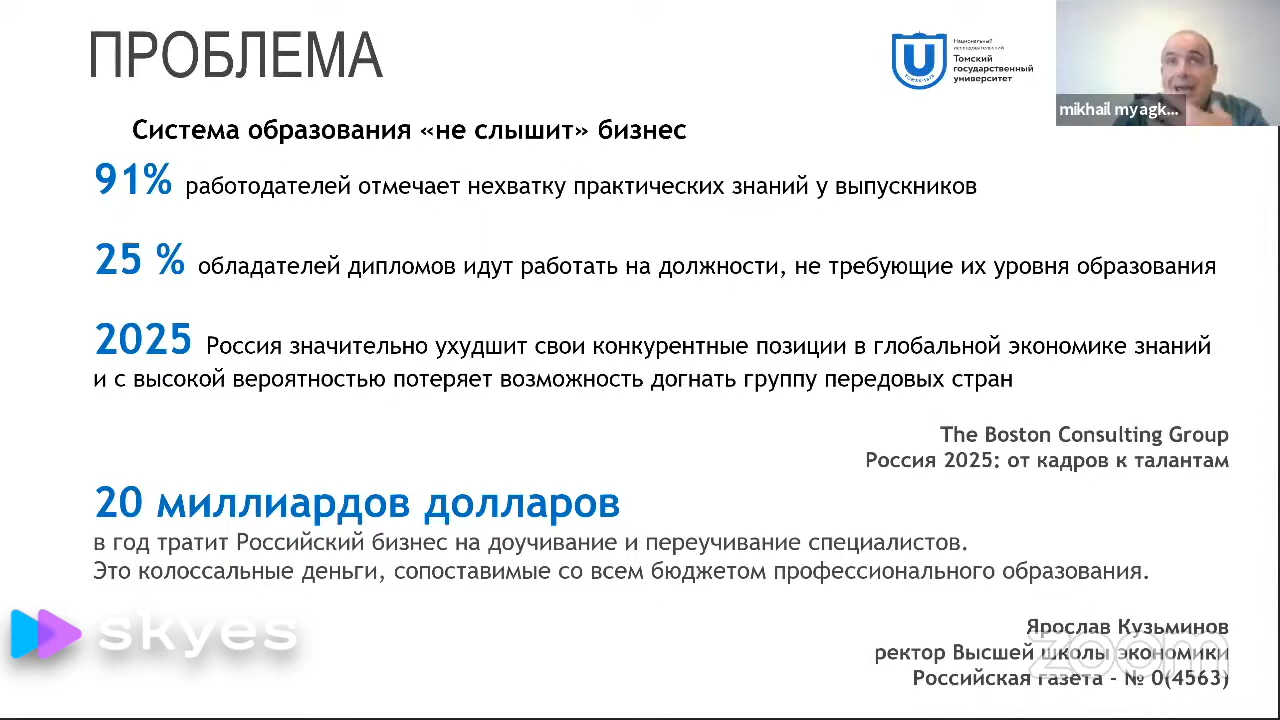 ПРОБЛЕМА
Национальный
исследовательский
Томский
государственный
университет
TOMSK•1878
mikhail myagk...
Система образования «не слышит» бизнес
91% работодателей отмечает нехватку практических знаний у выпускников
25 % обладателей дипломов идут работать на должности, не требующие их уровня образования
2025 Россия значительно ухудшит свои конкурентные позиции в глобальной экономике знаний
и с высокой вероятностью потеряет возможность догнать группу передовых стран
The Boston Consulting Group
Россия 2025: от кадров к талантам
20 миллиардов долларов
в год тратит Российский бизнес на доучивание и переучивание специалистов.
Это колоссальные деньги, сопоставимые со всем бюджетом профессионального образования.
skyes
Ярослав Кузьминов
ректор Высшей школы экономики
zoom
Российская газета - № 0(4563)